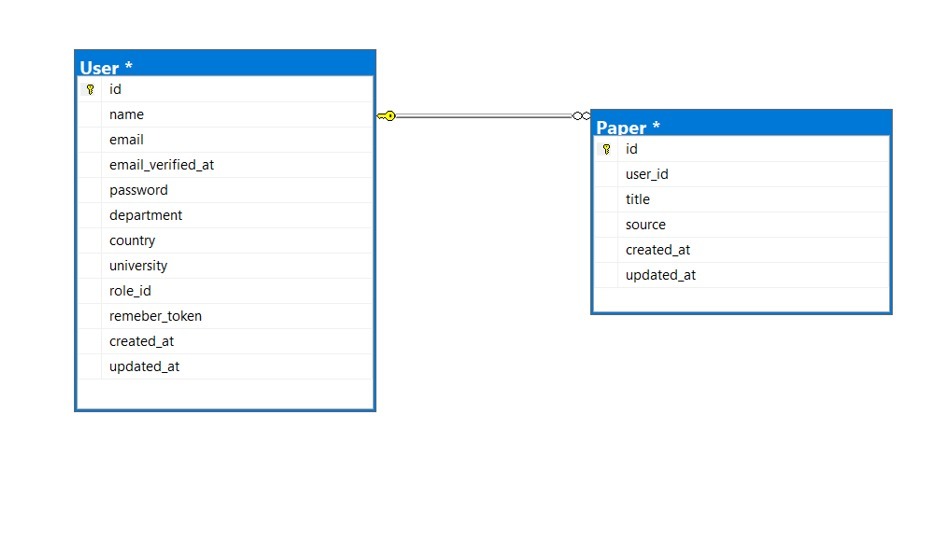 User *
id
name
email
email_verified_at
password
department
country
university
role_id
remeber_token
created_at
updated_at
Paper *
id
user_id
title
source
created_at
updated_at